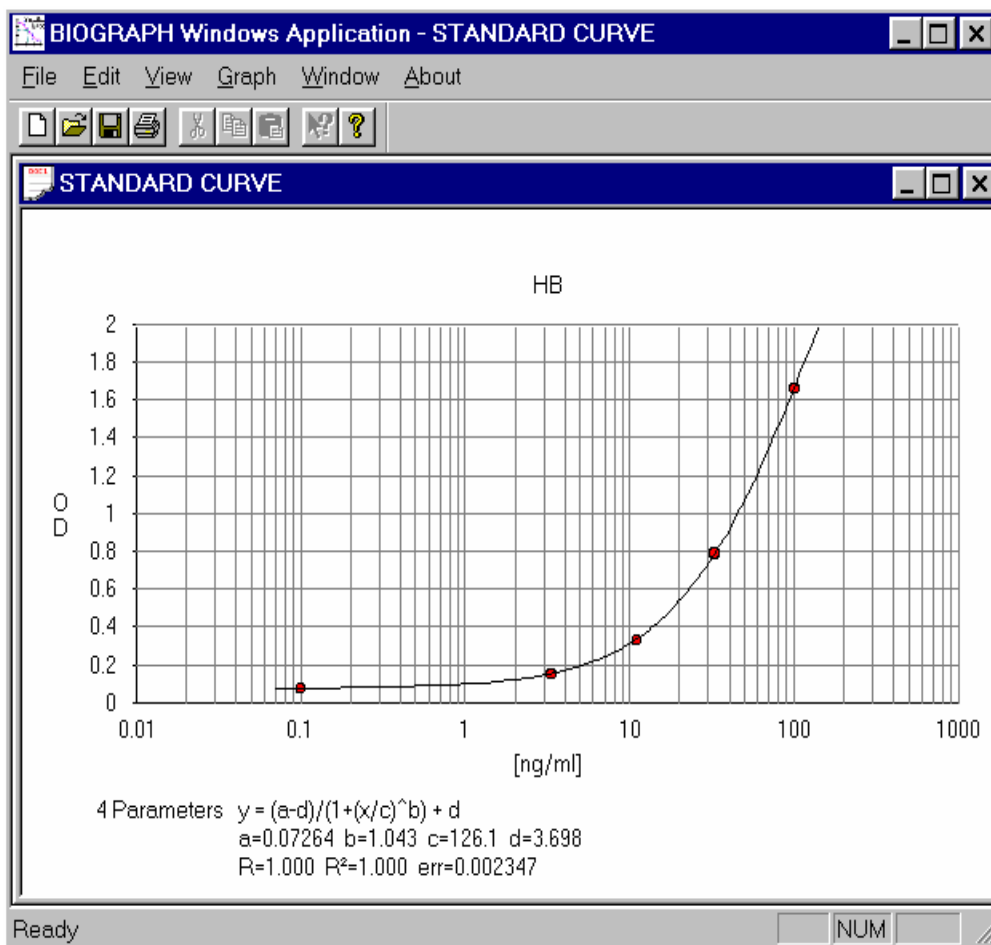 BIOGRAPH Windows Application - STANDARD CURVE
File Edit View Graph Window About
DOC1
STANDARD CURVE
HB
2
1.8
1.6
1.4
1.2
1
0.8
0.6
0.4
0.2
0
OD
0.01 0.1 1 10 100 1000
[ng/ml]
4 Parameters y = (a-d)/(1+(x/c)^b) + d
a=0.07264 b=1.043 c=126.1 d=3.698
R=1.000 R²=1.000 err=0.002347
Ready NUM